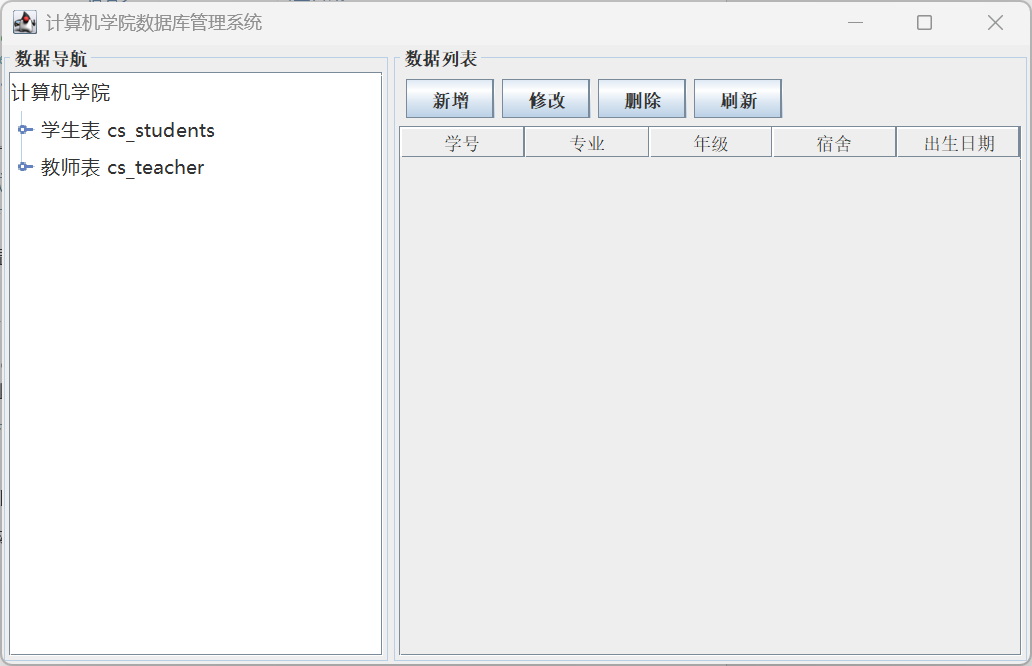 计算机学院数据库管理系统
数据导航
计算机学院
学生表 cs_students
教师表 cs_teacher
数据列表
新增 修改 删除 刷新
学号 专业 年级 宿舍 出生日期